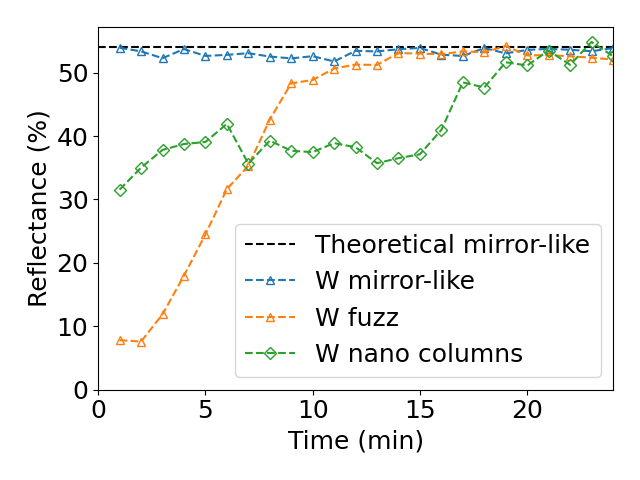 50
40
30
20
10
0
Reflectance (%)
Theoretical mirror-like
W mirror-like
W fuzz
W nano columns
0 5 10 15 20
Time (min)